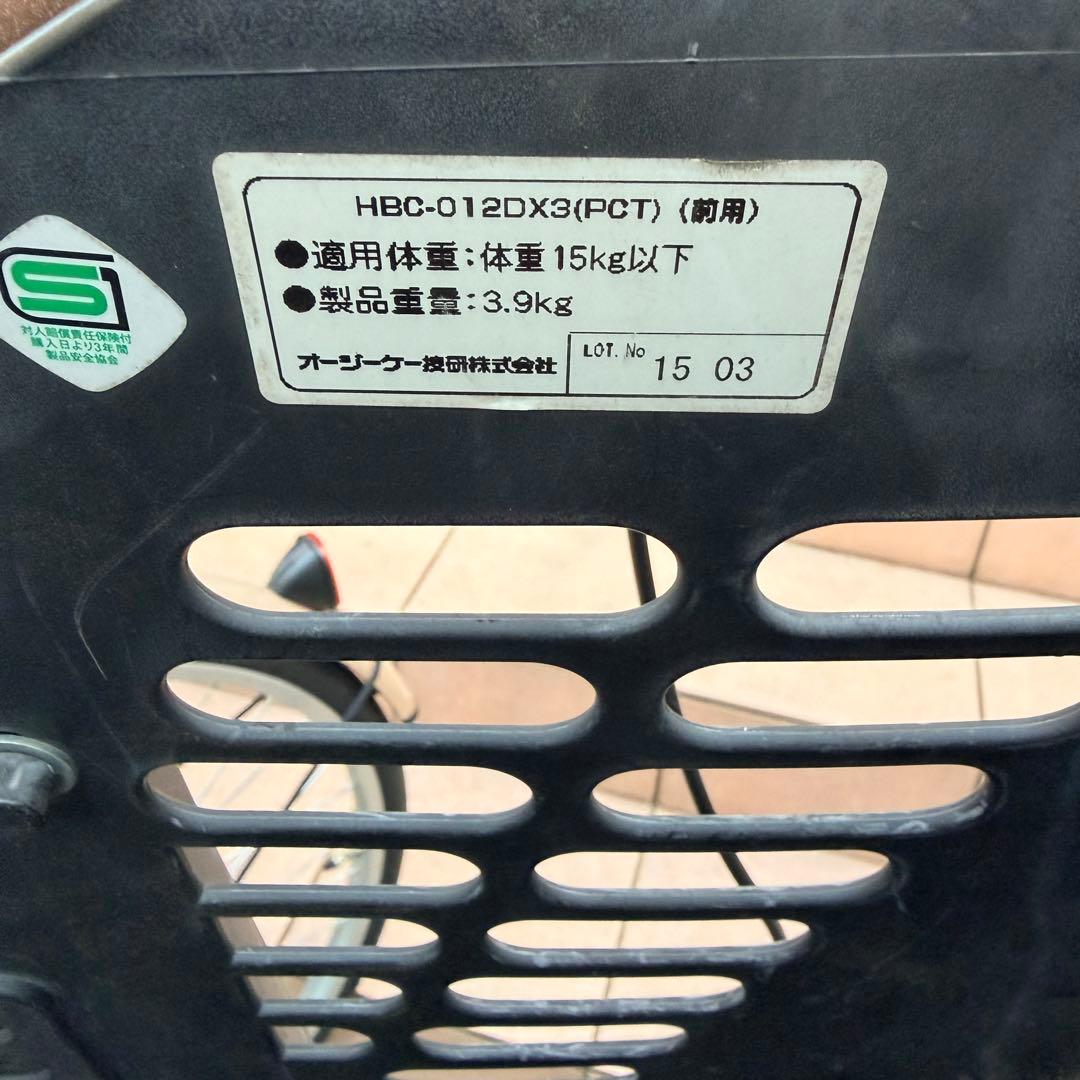 HBC-012DX3(PCT) (前用)
●適用体重:体重15kg以下
●製品重量:3.9kg
オージーケー技研株式会社
LOT. No 15 03
SG
対人賠償責任保険付
購入日より3年間
製品安全協会